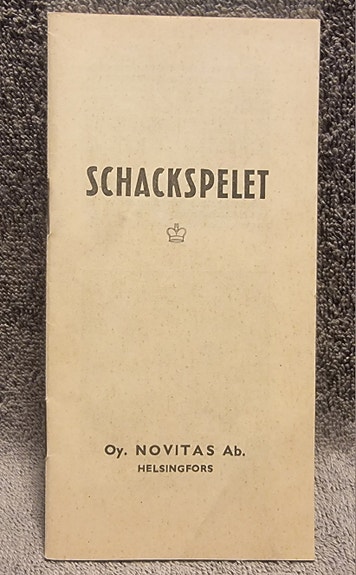 SCHACKSPELET
Oy. NOVITAS Ab.
HELSINGFORS